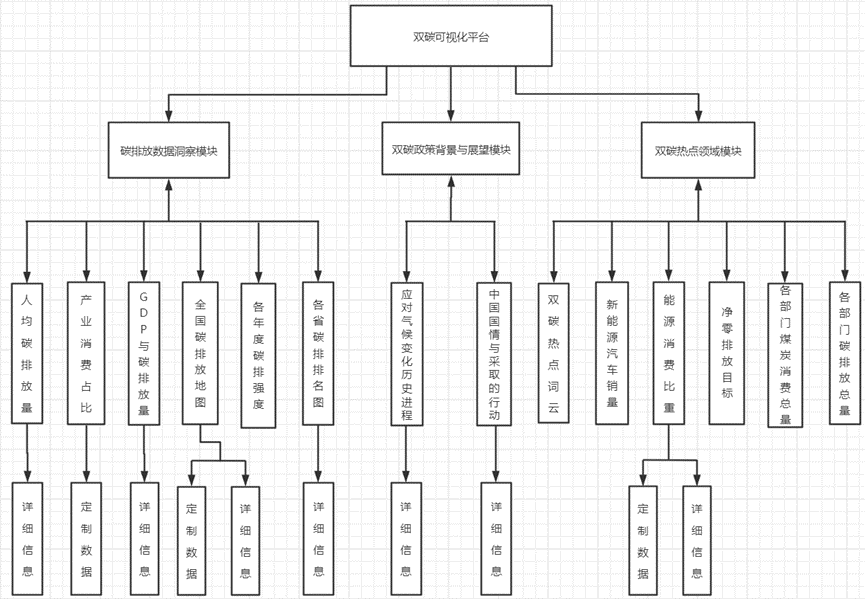 双碳可视化平台
碳排放数据洞察模块
双碳政策背景与展望模块
双碳热点领域模块
人均碳排放量
产业消费占比
GDP与碳排放量
全国碳排放地图
各年度碳排强度
各省碳排排名图
应对气候变化历史进程
中国国情与采取的行动
双碳热点词云
新能源汽车销量
能源消费比重
净零排放目标
各部门煤炭消费总量
各部门碳排放总量
详细信息
定制数据
详细信息
定制数据
详细信息
详细信息
详细信息
详细信息
定制数据
详细信息